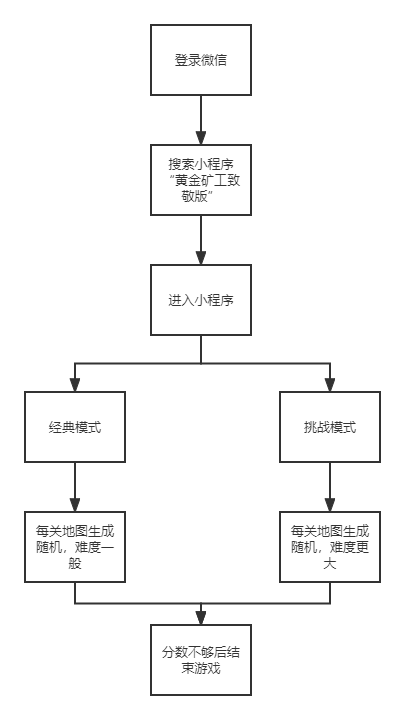 登录微信
搜索小程序
“黄金矿工致
敬版”
进入小程序
经典模式
挑战模式
每关地图生成
随机，难度一
般
每关地图生成
随机，难度更
大
分数不够后结
束游戏